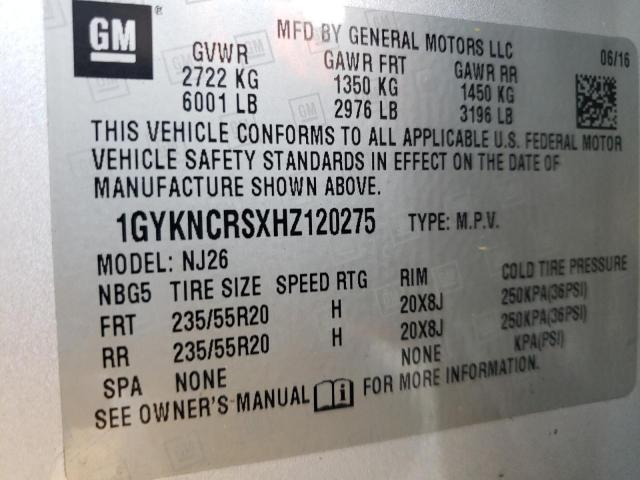 GM ®
MFD BY GENERAL MOTORS LLC
06/16
GVWR GAWR FRT GAWR RR
2722 KG 1350 KG 1450 KG
6001 LB 2976 LB 3196 LB
THIS VEHICLE CONFORMS TO ALL APPLICABLE U.S. FEDERAL MOTOR
VEHICLE SAFETY STANDARDS IN EFFECT ON THE DATE OF
MANUFACTURE SHOWN ABOVE.
1GYKNCRSXHZ120275 TYPE: M.P.V.
MODEL: NJ26
NBG5 TIRE SIZE SPEED RTG RIM COLD TIRE PRESSURE
FRT 235/55R20 H 20X8J 250KPA(36PSI)
RR 235/55R20 H 20X8J 250KPA(36PSI)
SPA NONE NONE KPA(PSI)
SEE OWNER'S MANUAL i FOR MORE INFORMATION.